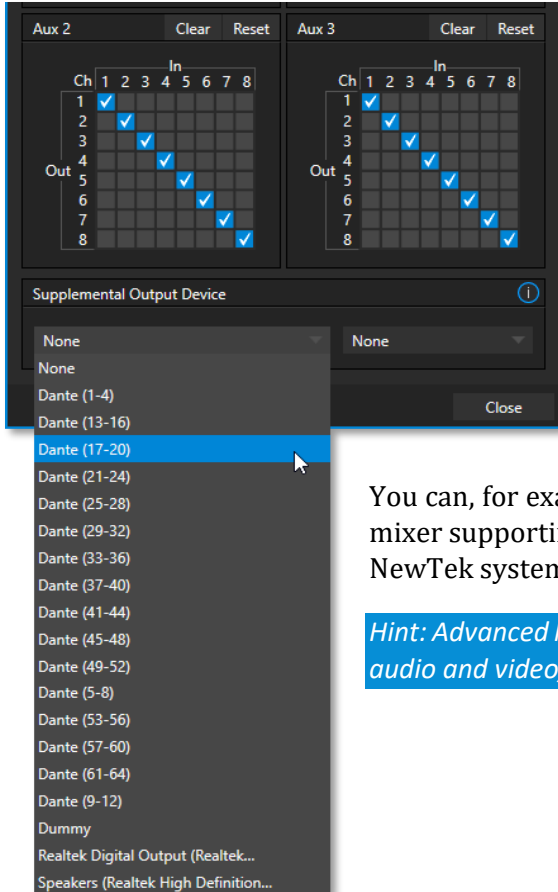 Aux 2 Clear Reset Aux 3 Clear Reset
In In
Ch 1 2 3 4 5 6 7 8 Ch 1 2 3 4 5 6 7 8
1 1
2 2
3 3
Out 4 Out 4
5 5
6 6
7 7
8 8
Supplemental Output Device i
None None
None
Dante (1-4)
Dante (13-16) Close
Dante (17-20)
Dante (21-24)
Dante (25-28)
Dante (29-32)
Dante (33-36)
Dante (37-40)
Dante (41-44)
Dante (45-48)
Dante (49-52)
Dante (5-8)
Dante (53-56)
Dante (57-60)
Dante (61-64)
Dante (9-12)
Dummy
Realtek Digital Output (Realtek...
Speakers (Realtek High Definition...
You can, for exa
mixer supporti
NewTek system
Hint: Advanced
audio and video